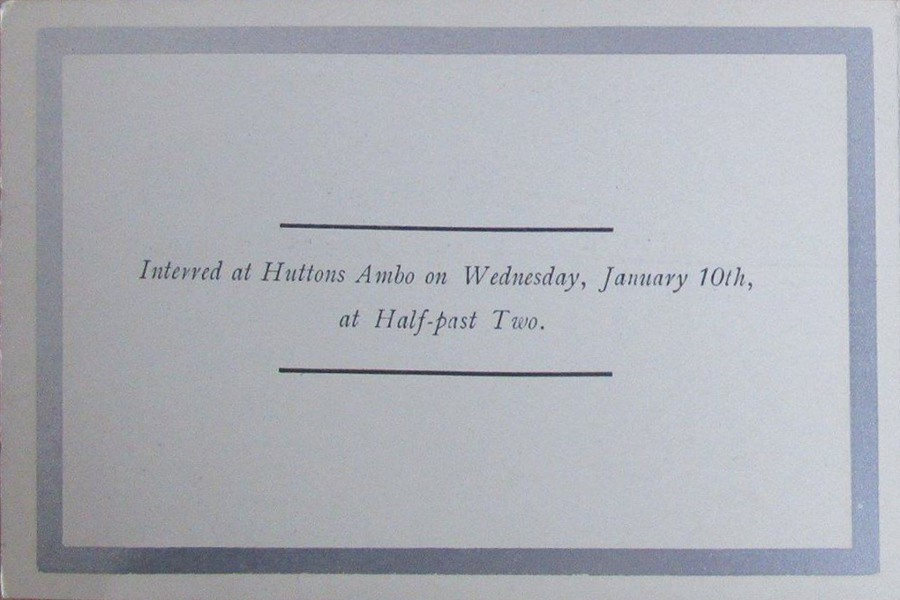 Interred at Huttons Ambo on Wednesday, January 10th,
at Half-past Two.